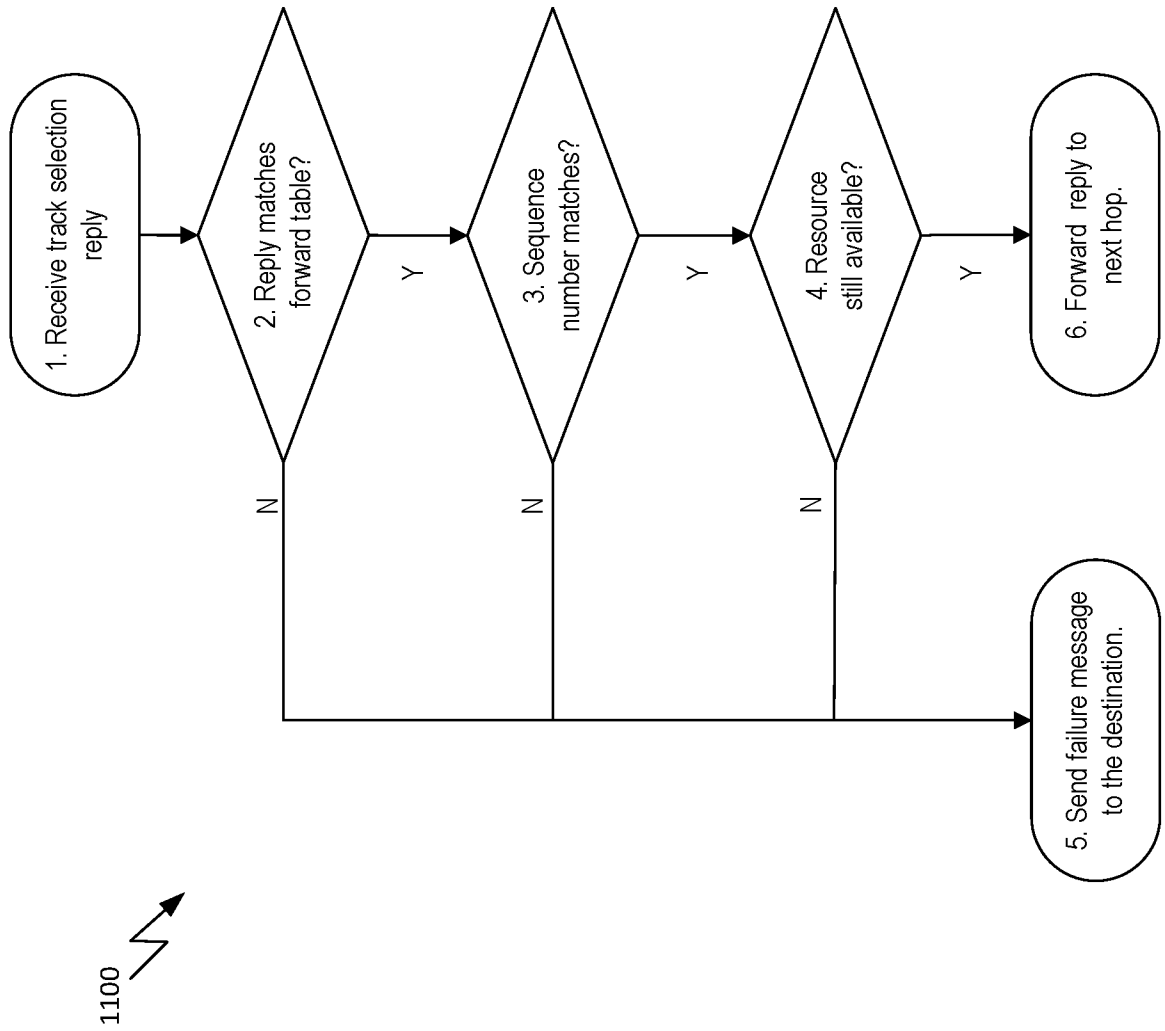 1100
1. Receive track selection
reply
2. Reply matches
forward table?
N
Y
3. Sequence
number matches?
N
Y
4. Resource
still available?
N
Y
5. Send failure message
to the destination.
6. Forward reply to
next hop.